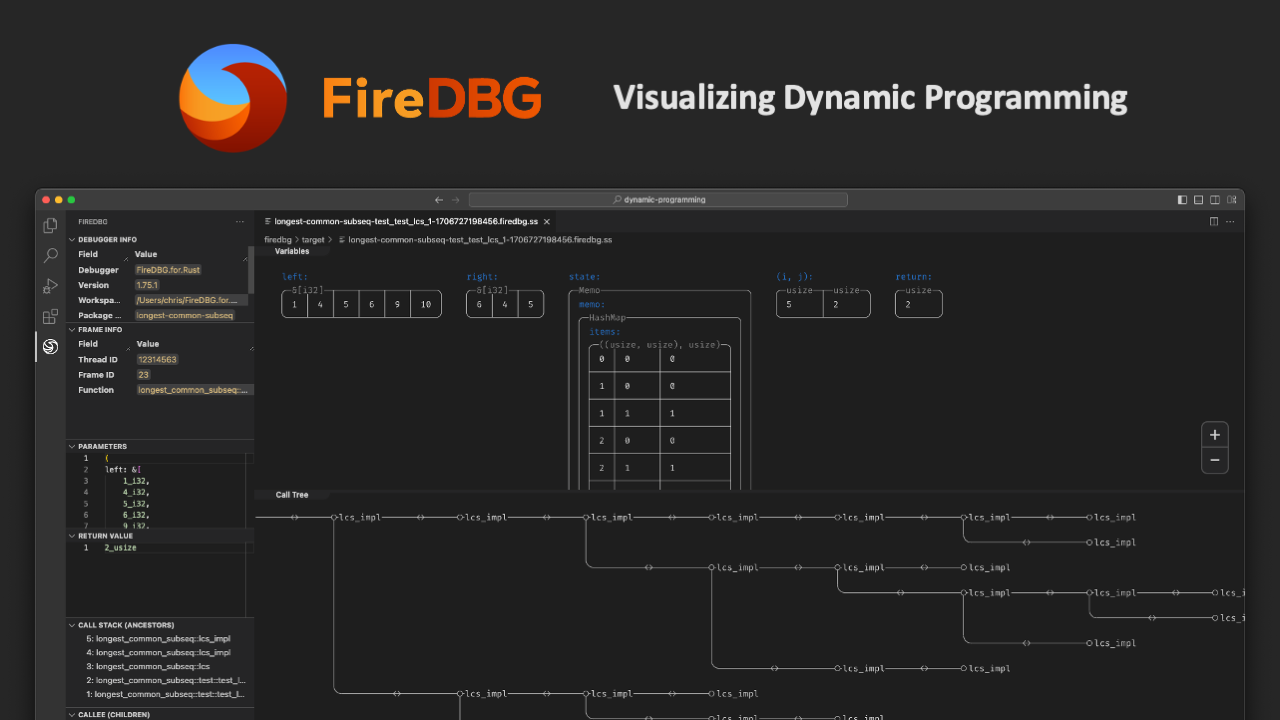 FireDBG Visualizing Dynamic Programming
dynamic-programming
FIREDBG
longest-common-subseq-test_test_lcs_1-1706727198456.firedbg.ss
DEBUGGER INFO
firedbg > target > longest-common-subseq-test_test_lcs_1-1706727198456.firedbg.ss
Field Value
Debugger FireDBG.for.Rust
Version 1.75.1
Workspa... /Users/chris/FireDBG.for....
Package ... longest-common-subseq
FRAME INFO
Field Value
Thread ID 12314563
Frame ID 23
Function longest_common_subseq::...
PARAMETERS
1 (
2 left: &[
3 1_i32,
4 4_i32,
5 5_i32,
6 6_i32,
7 9_i32,
RETURN VALUE
1 2_usize
CALL STACK (ANCESTORS)
5: longest_common_subseq::lcs_impl
4: longest_common_subseq::lcs_impl
3: longest_common_subseq::lcs
2: longest_common_subseq::test::test_l...
1: longest_common_subseq::test::test_l...
CALLEE (CHILDREN)
Variables
left: right: state: (i, j): return:
&[i32] &[i32] Memo usize usize usize
1 4 5 6 9 10 6 4 5 memo: 5 2 2
HashMap
items:
((usize, usize), usize)
0 0 0
1 0 0
1 1 1
2 0 0
2 1 1
+
−
Call Tree
<> lcs_impl <> lcs_impl <> lcs_impl <> lcs_impl <> lcs_impl <> lcs_impl <> lcs_impl
<> lcs_impl
<> lcs_impl <> lcs_impl <> lcs_impl
<> lcs_impl <> lcs_impl <> lcs_i
<> lcs_i
<> lcs_impl
<> lcs_impl <> lcs_impl
<> lcs_impl <> lcs_impl <> lcs_impl
<> lcs_impl <> lcs_impl